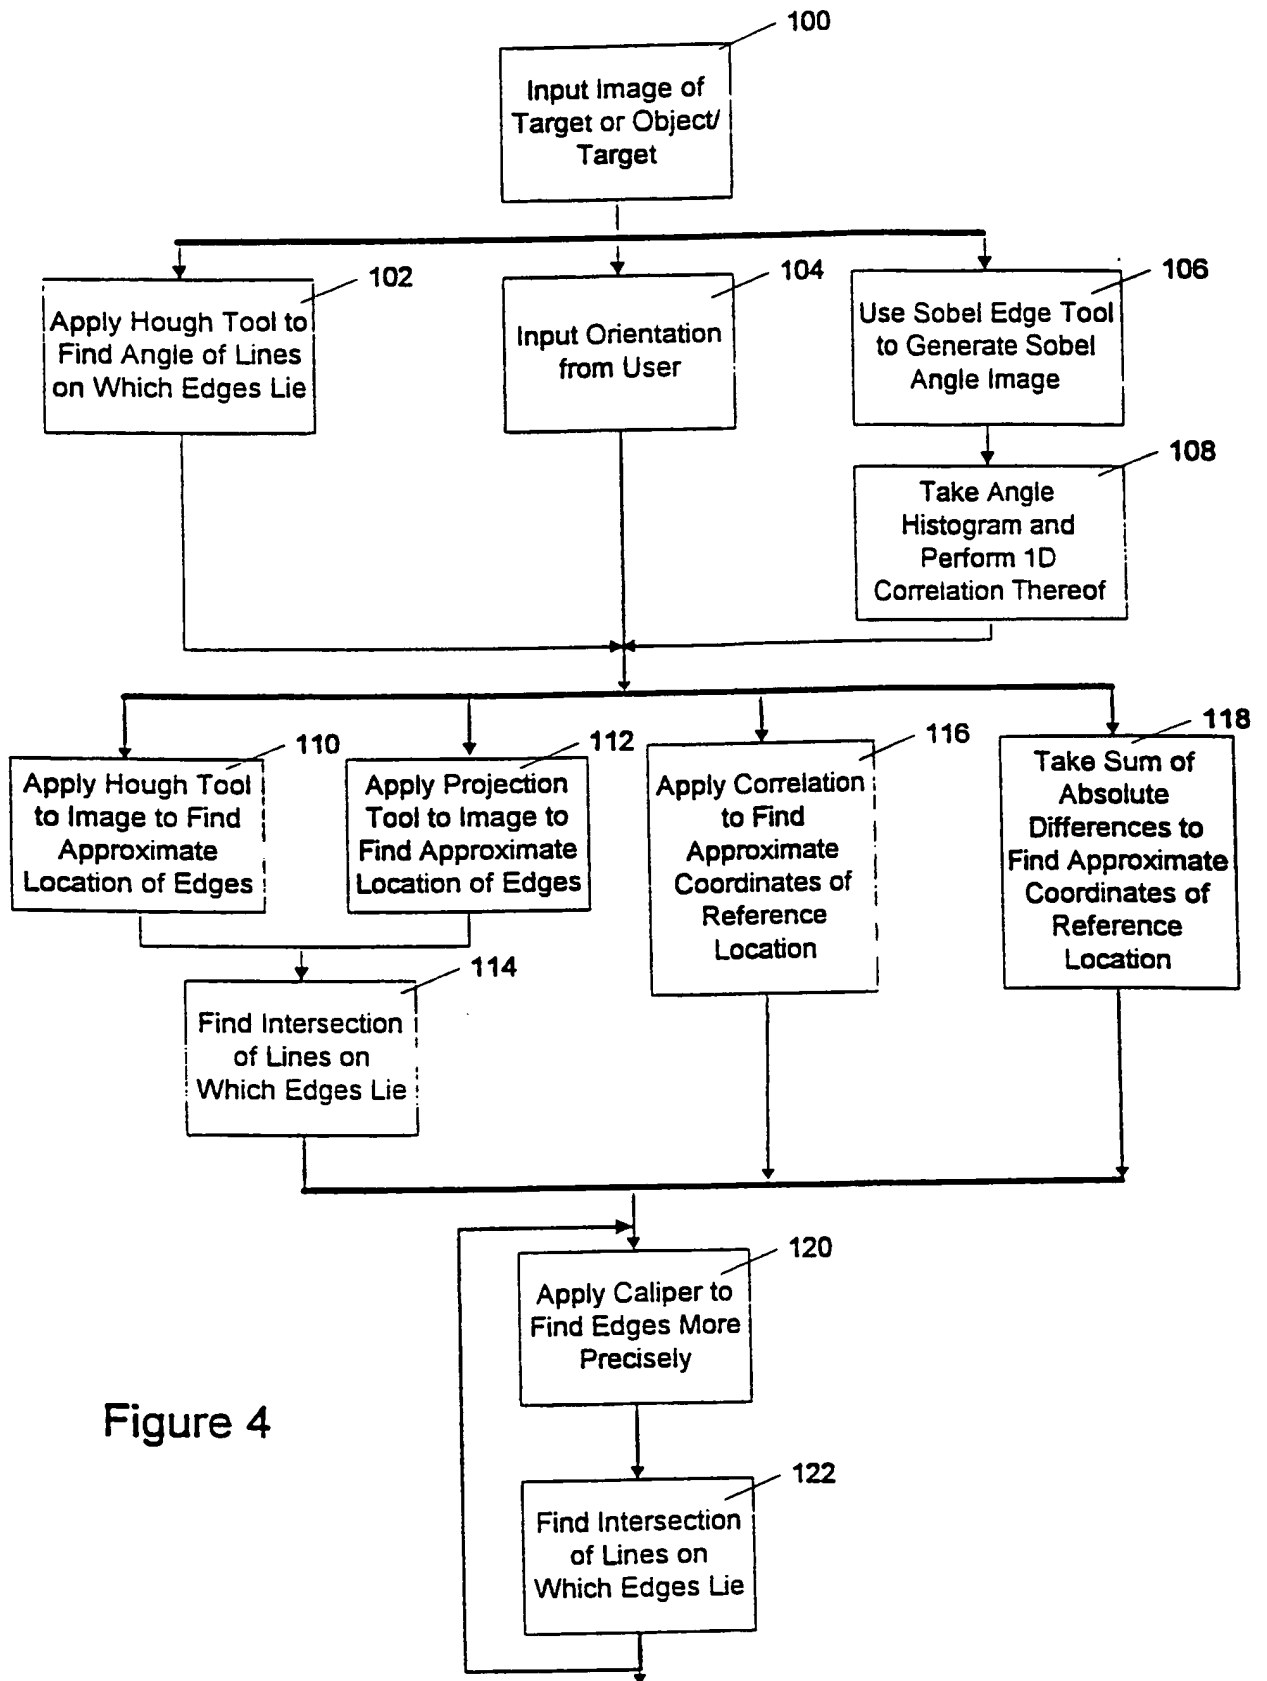 100
Input Image of
Target or Object/
Target
102
Apply Hough Tool to
Find Angle of Lines
on Which Edges Lie
104
Input Orientation
from User
106
Use Sobel Edge Tool
to Generate Sobel
Angle Image
108
Take Angle
Histogram and
Perform 1D
Correlation Thereof
110
Apply Hough Tool
to Image to Find
Approximate
Location of Edges
112
Apply Projection
Tool to Image to
Find Approximate
Location of Edges
116
Apply Correlation
to Find
Approximate
Coordinates of
Reference
Location
118
Take Sum of
Absolute
Differences to
Find Approximate
Coordinates of
Reference
Location
114
Find Intersection
of Lines on
Which Edges Lie
120
Apply Caliper to
Find Edges More
Precisely
122
Find Intersection
of Lines on
Which Edges Lie
Figure 4